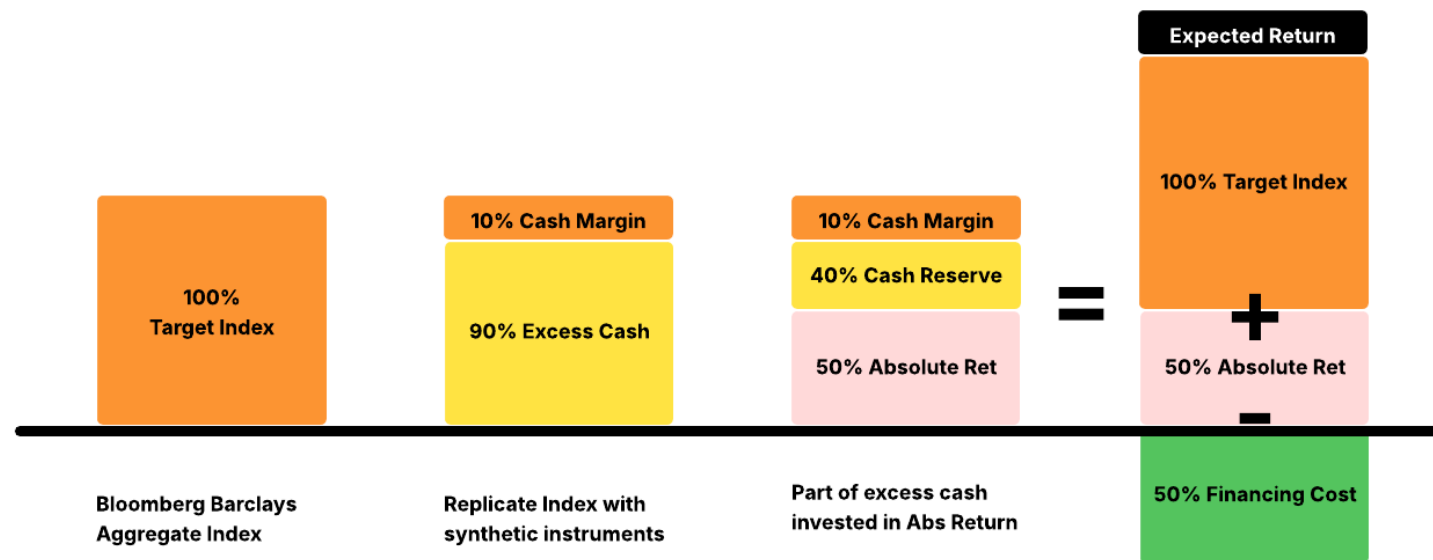 100%
Target Index
Bloomberg Barclays
Aggregate Index
10% Cash Margin
90% Excess Cash
Replicate Index with
synthetic instruments
10% Cash Margin
40% Cash Reserve
50% Absolute Ret
Part of excess cash
invested in Abs Return
=
Expected Return
100% Target Index
+
50% Absolute Ret
-
50% Financing Cost